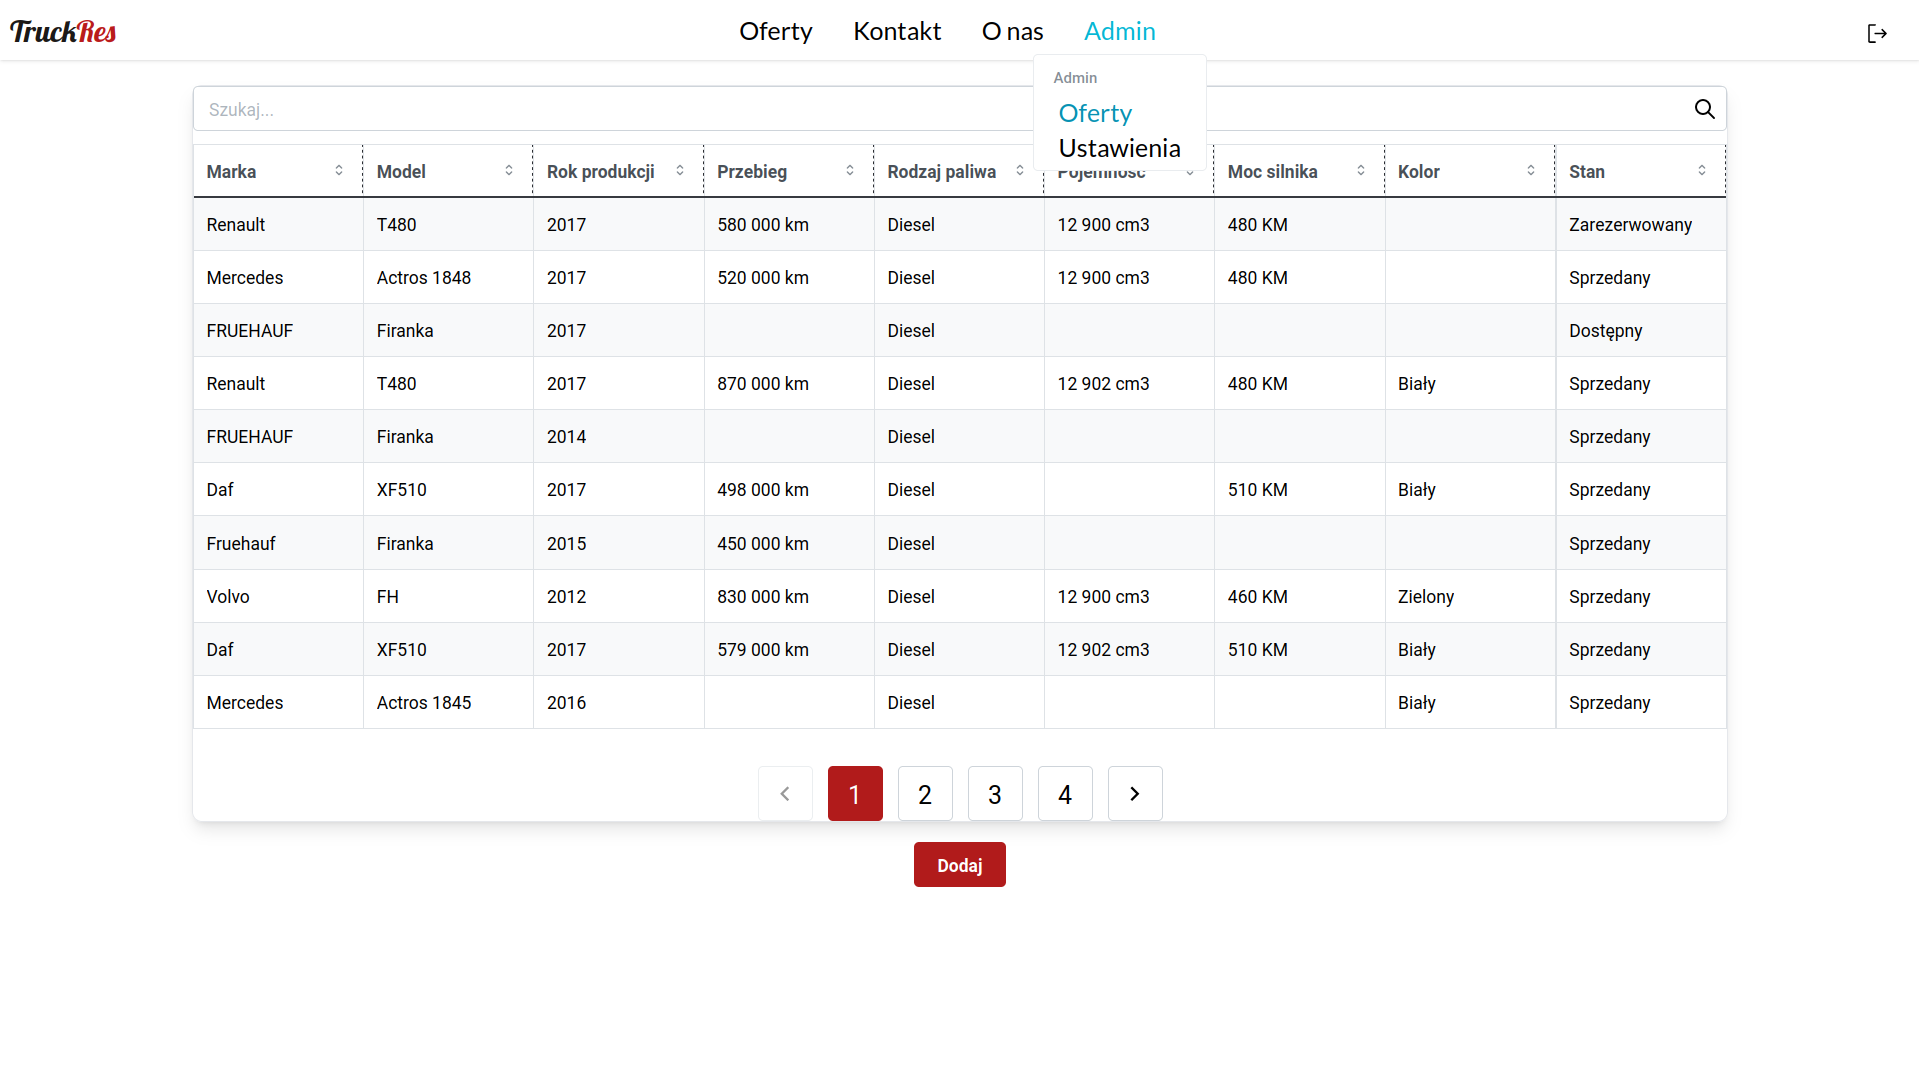 TruckRes
Oferty Kontakt O nas Admin
Admin
Oferty
Ustawienia
Szukaj...
Marka Model Rok produkcji Przebieg Rodzaj paliwa Pojemność Moc silnika Kolor Stan
Renault T480 2017 580 000 km Diesel 12 900 cm3 480 KM Zarezerwowany
Mercedes Actros 1848 2017 520 000 km Diesel 12 900 cm3 480 KM Sprzedany
FRUEHAUF Firanka 2017 Diesel Dostępny
Renault T480 2017 870 000 km Diesel 12 902 cm3 480 KM Biały Sprzedany
FRUEHAUF Firanka 2014 Diesel Sprzedany
Daf XF510 2017 498 000 km Diesel 510 KM Biały Sprzedany
Fruehauf Firanka 2015 450 000 km Diesel Sprzedany
Volvo FH 2012 830 000 km Diesel 12 900 cm3 460 KM Zielony Sprzedany
Daf XF510 2017 579 000 km Diesel 12 902 cm3 510 KM Biały Sprzedany
Mercedes Actros 1845 2016 Diesel Biały Sprzedany
1 2 3 4
Dodaj